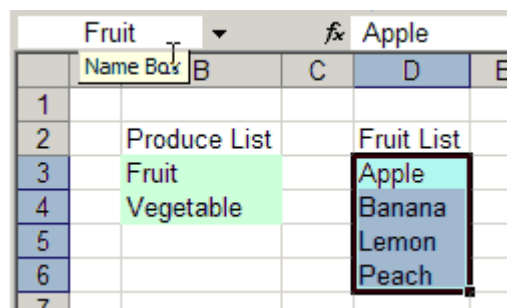 Fruit fx Apple
Name Box B C D E
1
2 Produce List Fruit List
3 Fruit Apple
4 Vegetable Banana
5 Lemon
6 Peach
7